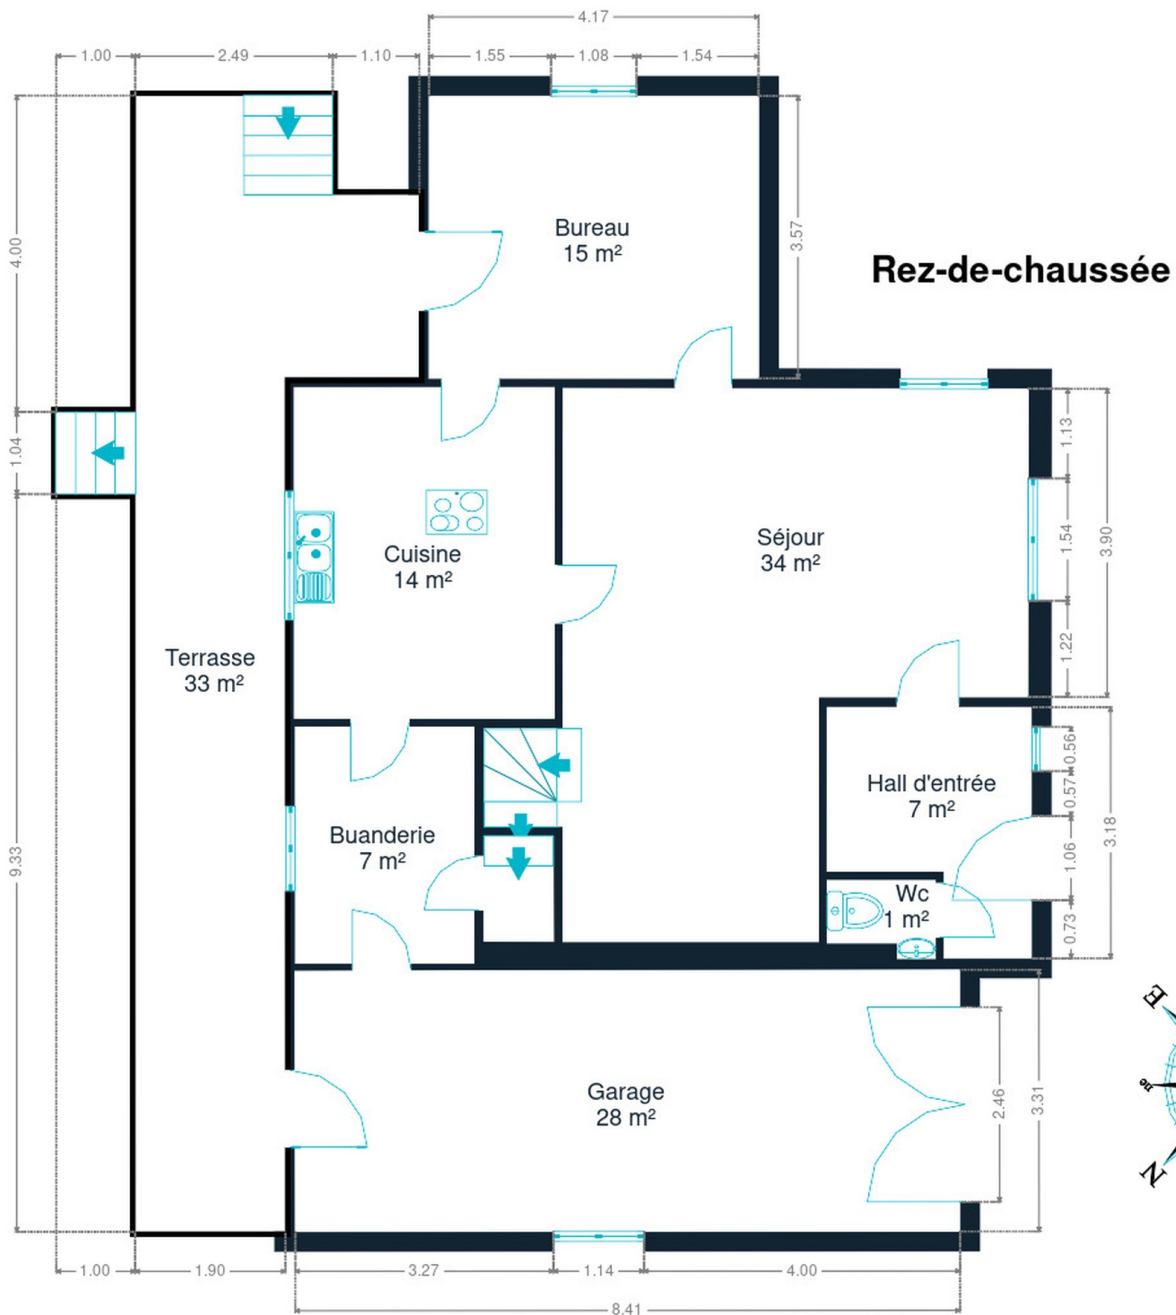 4.17
1.00
2.49
1.10
1.55
1.08
1.54
4.00
Bureau
15 m²
3.57
Rez-de-chaussée
1.04
1.13
1.54
3.90
Cuisine
14 m²
Séjour
34 m²
1.22
Terrasse
33 m²
0.56
Hall d'entrée
7 m²
0.57
Buanderie
7 m²
9.33
1.06
3.18
Wc
1 m²
0.73
E
Garage
28 m²
2.46
3.31
N
1.00
1.90
3.27
1.14
4.00
8.41